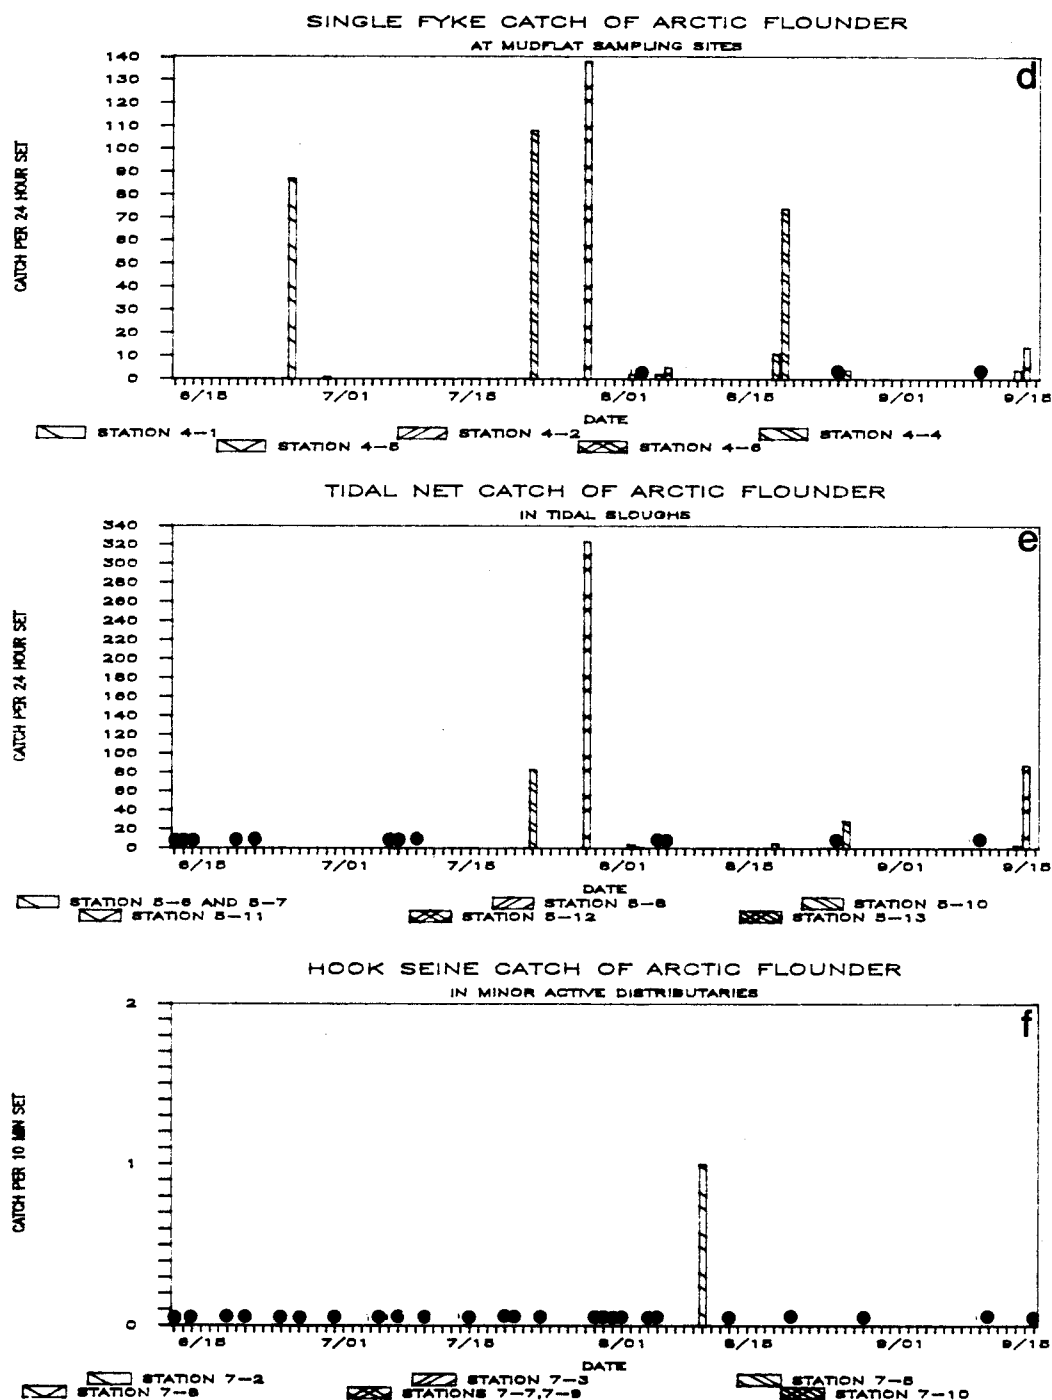 SINGLE FYKE CATCH OF ARCTIC FLOUNDER
AT MUDFLAT SAMPLING SITES
d
CATCH PER 24 HOUR SET
140
130
120
110
100
90
80
70
60
50
40
30
20
10
0
6/15 7/01 7/15 8/01 8/15 9/01 9/15
DATE
STATION 4-1 STATION 4-2 STATION 4-4
STATION 4-5 STATION 4-6
TIDAL NET CATCH OF ARCTIC FLOUNDER
IN TIDAL SLOUGHS
e
CATCH PER 24 HOUR SET
340
320
300
280
260
240
220
200
180
160
140
120
100
80
60
40
20
0
6/15 7/01 7/15 8/01 8/15 9/01 9/15
DATE
STATION 5-6 AND 5-7 STATION 5-8 STATION 5-10
STATION 5-11 STATION 5-12 STATION 5-13
HOOK SEINE CATCH OF ARCTIC FLOUNDER
IN MINOR ACTIVE DISTRIBUTARIES
f
CATCH PER 10 MIN SET
2
1
0
6/15 7/01 7/15 8/01 8/15 9/01 9/15
DATE
STATION 7-2 STATION 7-3 STATION 7-5
STATION 7-6 STATIONS 7-7,7-9 STATION 7-10